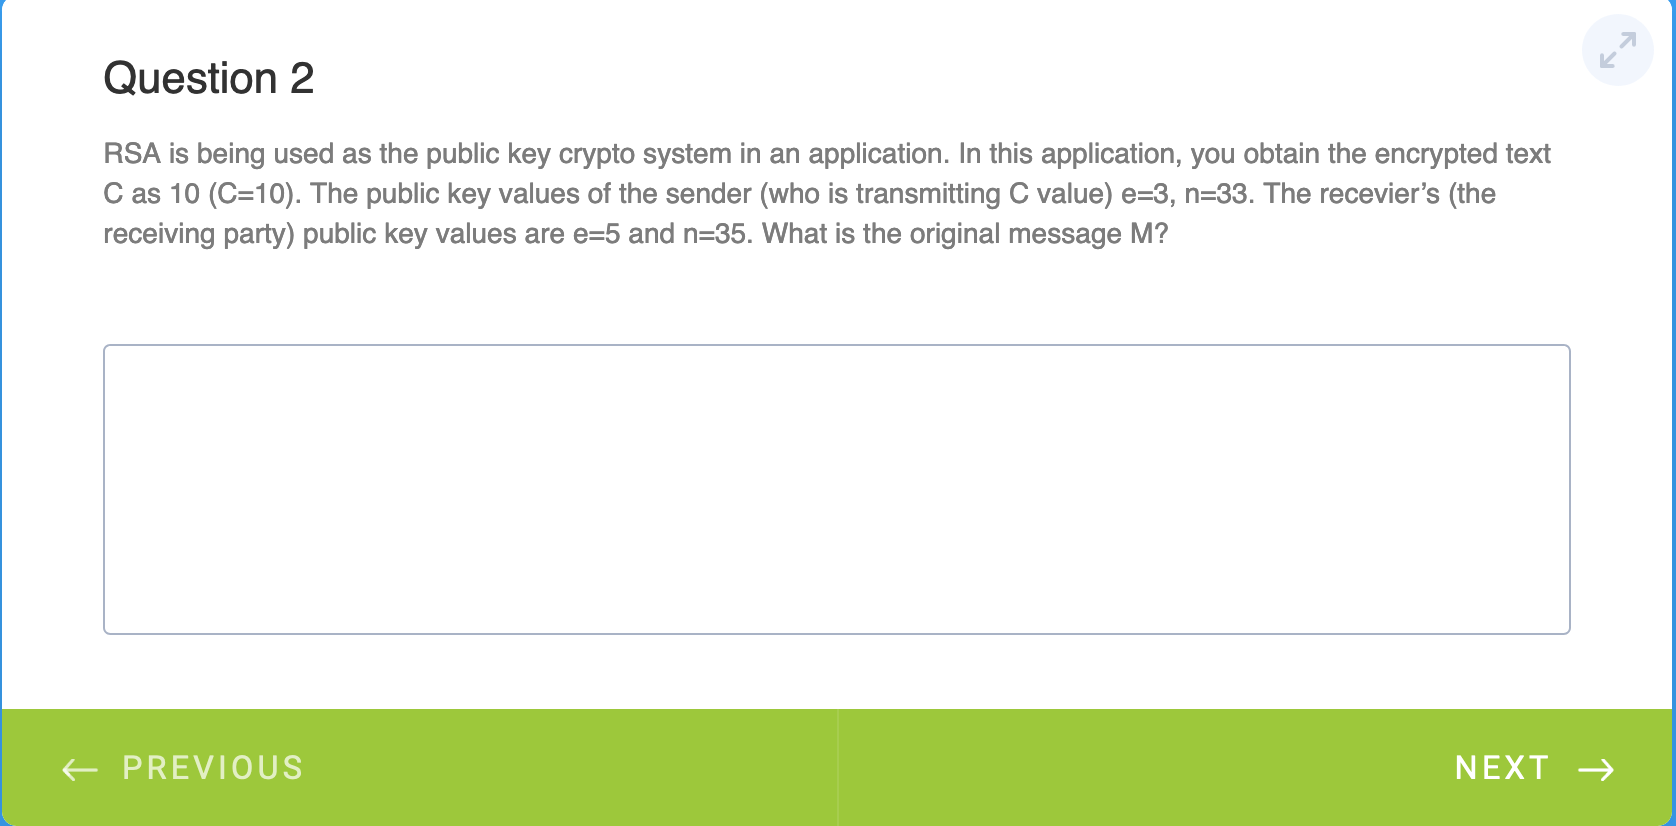 Question 2
RSA is being used as the public key crypto system in an application. In this application, you obtain the encrypted text
C as 10 (C=10). The public key values of the sender (who is transmitting C value) e=3, n=33. The recevier’s (the
receiving party) public key values are e=5 and n=35. What is the original message M?
PREVIOUS
NEXT